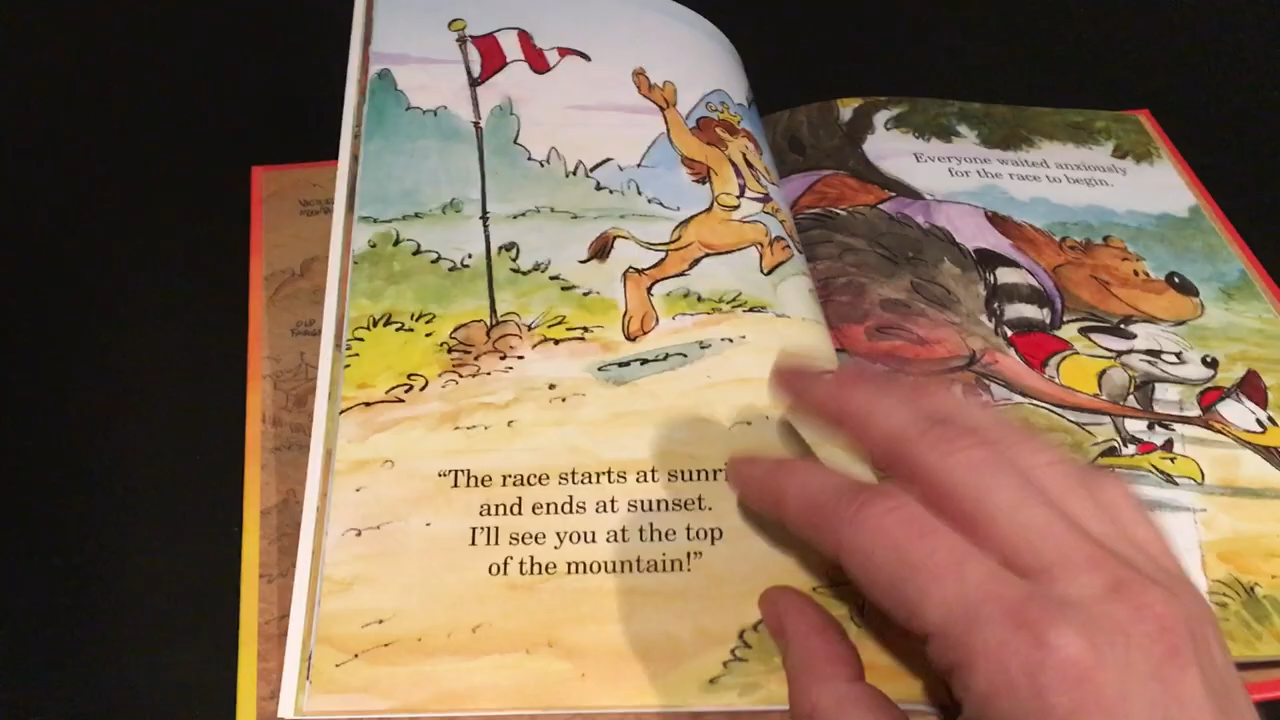 “The race starts at
and ends at sunset.
I’ll see you at the top
of the mountain!”
Everyone waited anxiously
for the race to begin.
OLD